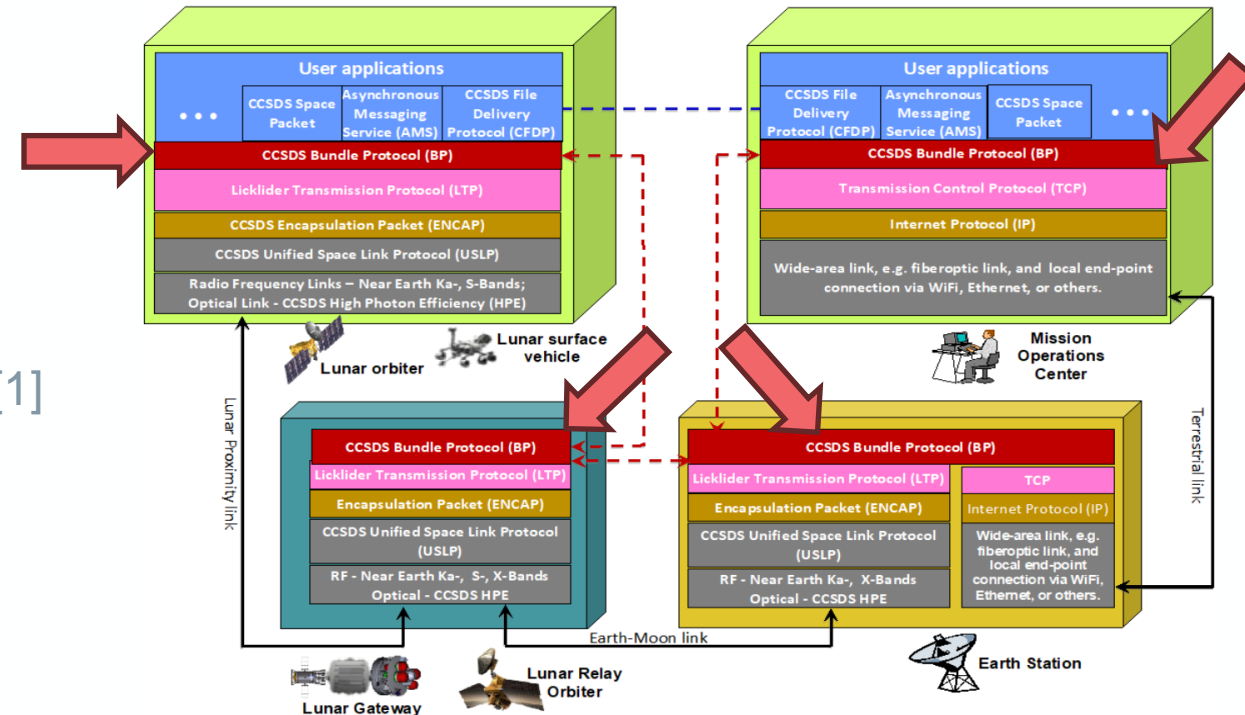 User applications
• • •
CCSDS Space
Packet
Asynchronous
Messaging
Service (AMS)
CCSDS File
Delivery
Protocol (CFDP)
CCSDS Bundle Protocol (BP)
Licklider Transmission Protocol (LTP)
CCSDS Encapsulation Packet (ENCAP)
CCSDS Unified Space Link Protocol (USLP)
Radio Frequency Links – Near Earth Ka-, S-Bands;
Optical Link - CCSDS High Photon Efficiency (HPE)
Lunar orbiter
Lunar surface
vehicle
User applications
CCSDS File
Delivery
Protocol (CFDP)
Asynchronous
Messaging
Service (AMS)
CCSDS Space
Packet
• • •
CCSDS Bundle Protocol (BP)
Transmission Control Protocol (TCP)
Internet Protocol (IP)
Wide-area link, e.g. fiberoptic link, and local end-point
connection via WiFi, Ethernet, or others.
Mission
Operations
Center
[1]
Lunar Proximity link
Terrestrial link
CCSDS Bundle Protocol (BP)
Licklider Transmission Protocol (LTP)
Encapsulation Packet (ENCAP)
CCSDS Unified Space Link Protocol
(USLP)
RF - Near Earth Ka-, S-, X-Bands
Optical - CCSDS HPE
CCSDS Bundle Protocol (BP)
Licklider Transmission Protocol (LTP)
Encapsulation Packet (ENCAP)
CCSDS Unified Space Link Protocol
(USLP)
RF - Near Earth Ka-, X-Bands
Optical - CCSDS HPE
TCP
Internet Protocol (IP)
Wide-area link, e.g.
fiberoptic link, and
local end-point
connection via WiFi,
Ethernet, or others.
Earth-Moon link
Lunar Gateway
Lunar Relay
Orbiter
Earth Station